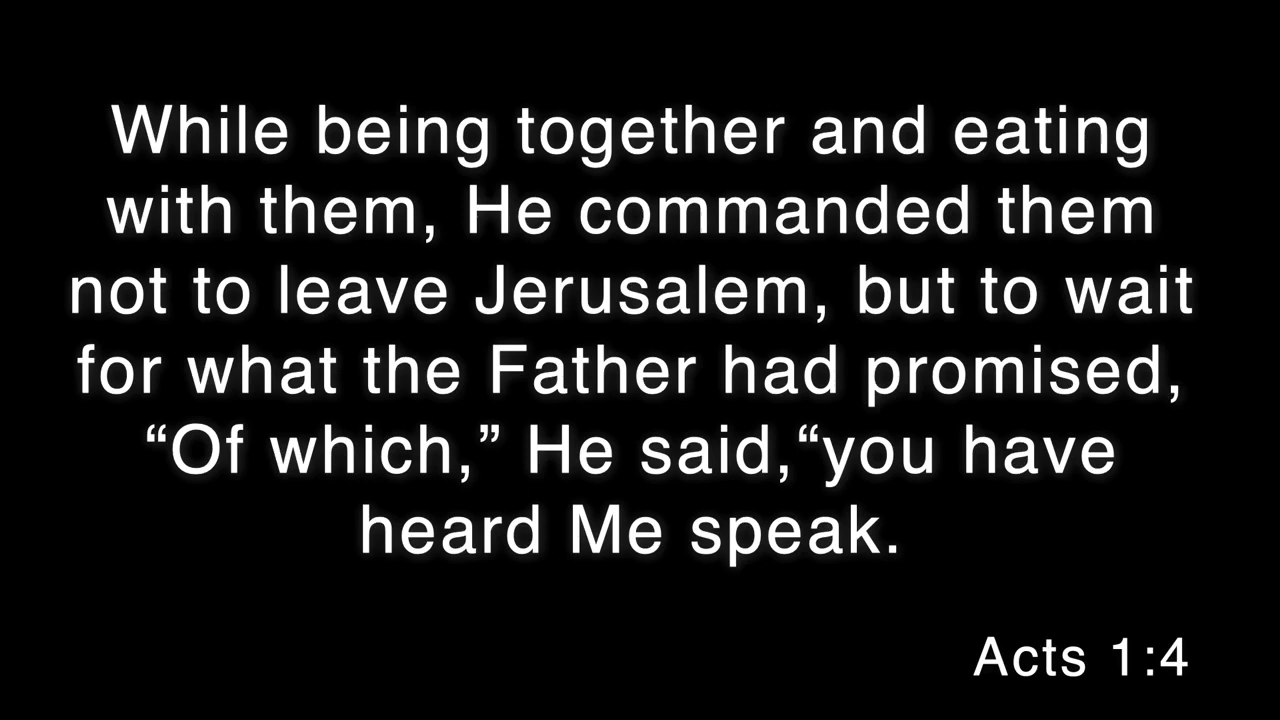 While being together and eating
with them, He commanded them
not to leave Jerusalem, but to wait
for what the Father had promised,
“Of which,” He said,“you have
heard Me speak.
Acts 1:4